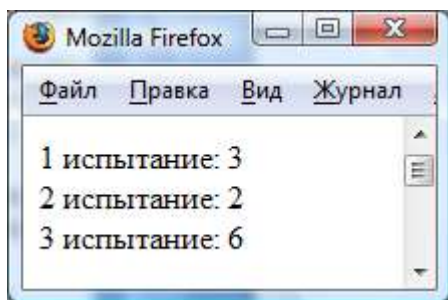 Mozilla Firefox
Файл Правка Вид Журнал
1 испытание: 3
2 испытание: 2
3 испытание: 6